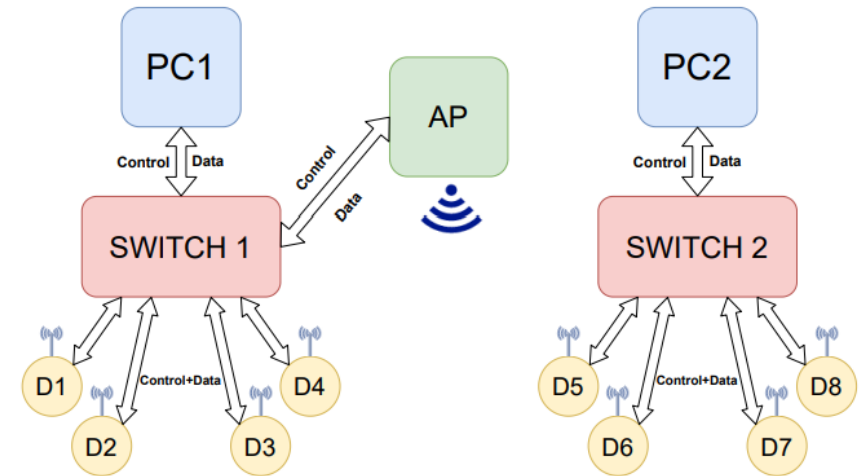 PC1
AP
PC2
Control
Data
Control
Data
Control
Data
SWITCH 1
SWITCH 2
D1
D2
Control+Data
D3
D4
D5
D6
Control+Data
D7
D8